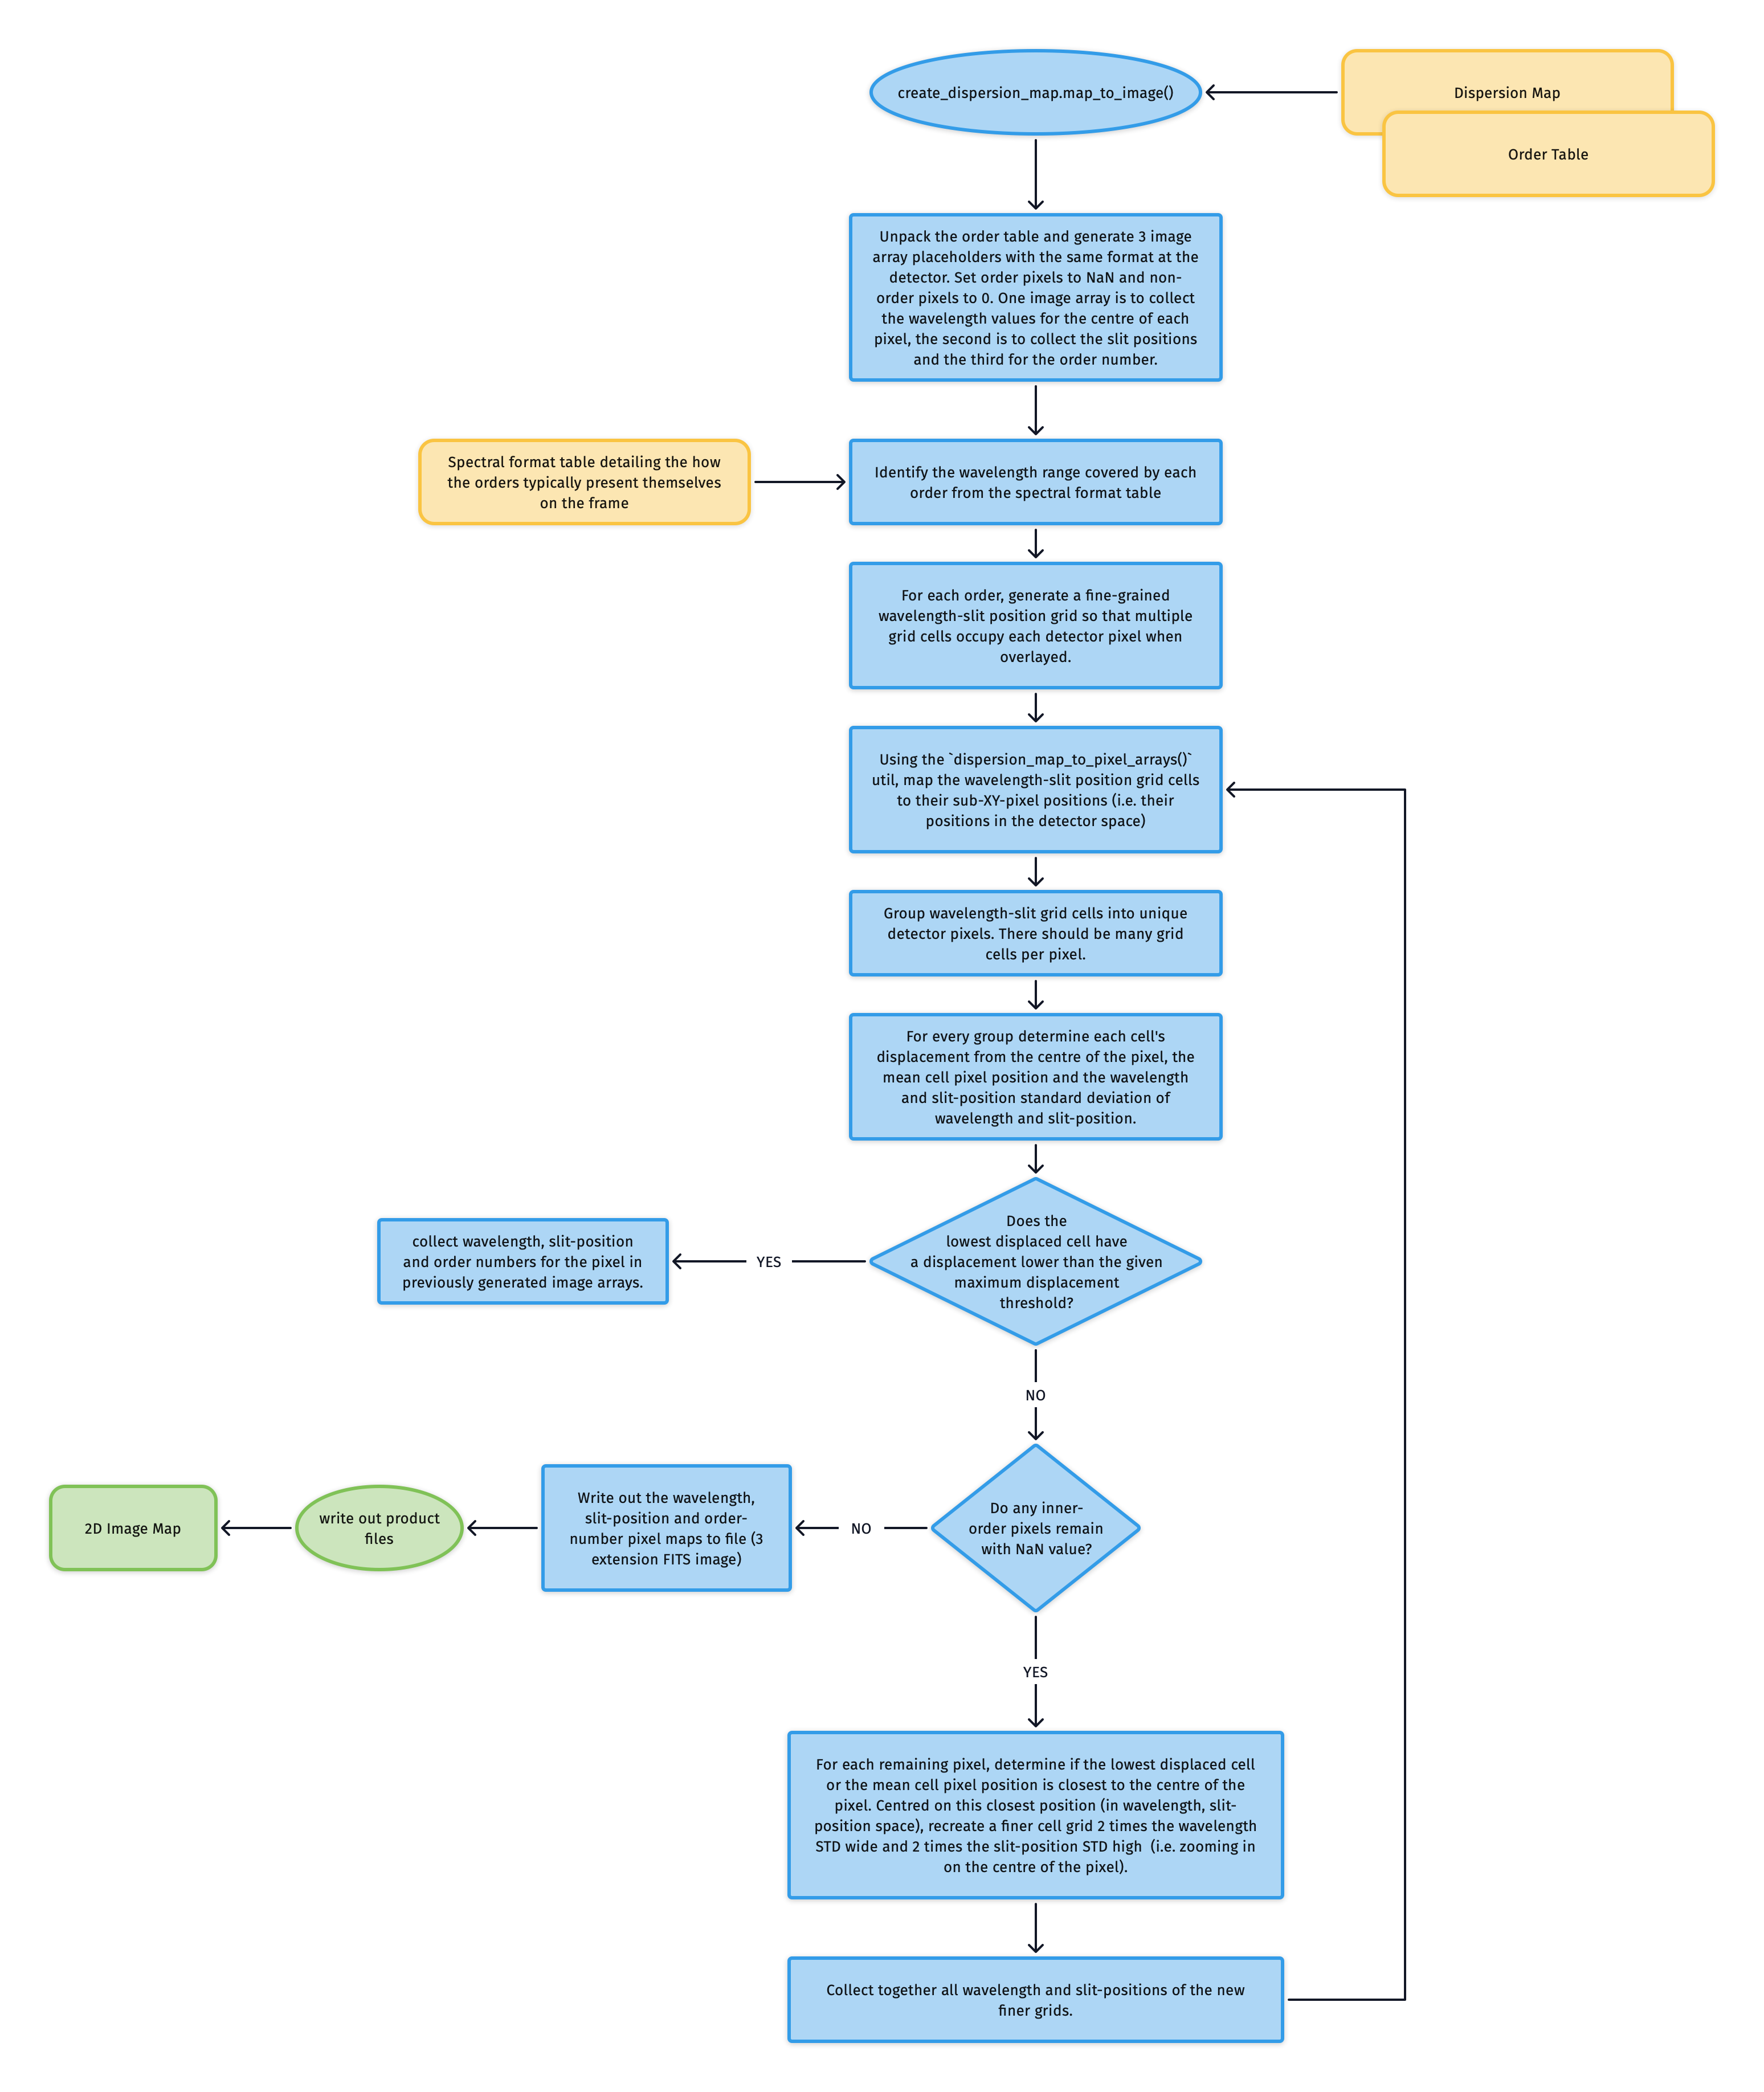 create_dispersion_map.map_to_image()
Dispersion Map
Order Table
Unpack the order table and generate 3 image
array placeholders with the same format at the
detector. Set order pixels to NaN and non-
order pixels to 0. One image array is to collect
the wavelength values for the centre of each
pixel, the second is to collect the slit positions
and the third for the order number.
Spectral format table detailing the how
the orders typically present themselves
on the frame
Identify the wavelength range covered by each
order from the spectral format table
For each order, generate a fine-grained
wavelength-slit position grid so that multiple
grid cells occupy each detector pixel when
overlayed.
Using the `dispersion_map_to_pixel_arrays()`
util, map the wavelength-slit position grid cells
to their sub-XY-pixel positions (i.e. their
positions in the detector space)
Group wavelength-slit grid cells into unique
detector pixels. There should be many grid
cells per pixel.
For every group determine each cell's
displacement from the centre of the pixel, the
mean cell pixel position and the wavelength
and slit-position standard deviation of
wavelength and slit-position.
Does the
lowest displaced cell have
a displacement lower than the given
maximum displacement
threshold?
YES
collect wavelength, slit-position
and order numbers for the pixel in
previously generated image arrays.
NO
Do any inner-
order pixels remain
with NaN value?
NO
Write out the wavelength,
slit-position and order-
number pixel maps to file (3
extension FITS image)
write out product
files
2D Image Map
YES
For each remaining pixel, determine if the lowest displaced cell
or the mean cell pixel position is closest to the centre of the
pixel. Centred on this closest position (in wavelength, slit-
position space), recreate a finer cell grid 2 times the wavelength
STD wide and 2 times the slit-position STD high  (i.e. zooming in
on the centre of the pixel).
Collect together all wavelength and slit-positions of the new
finer grids.